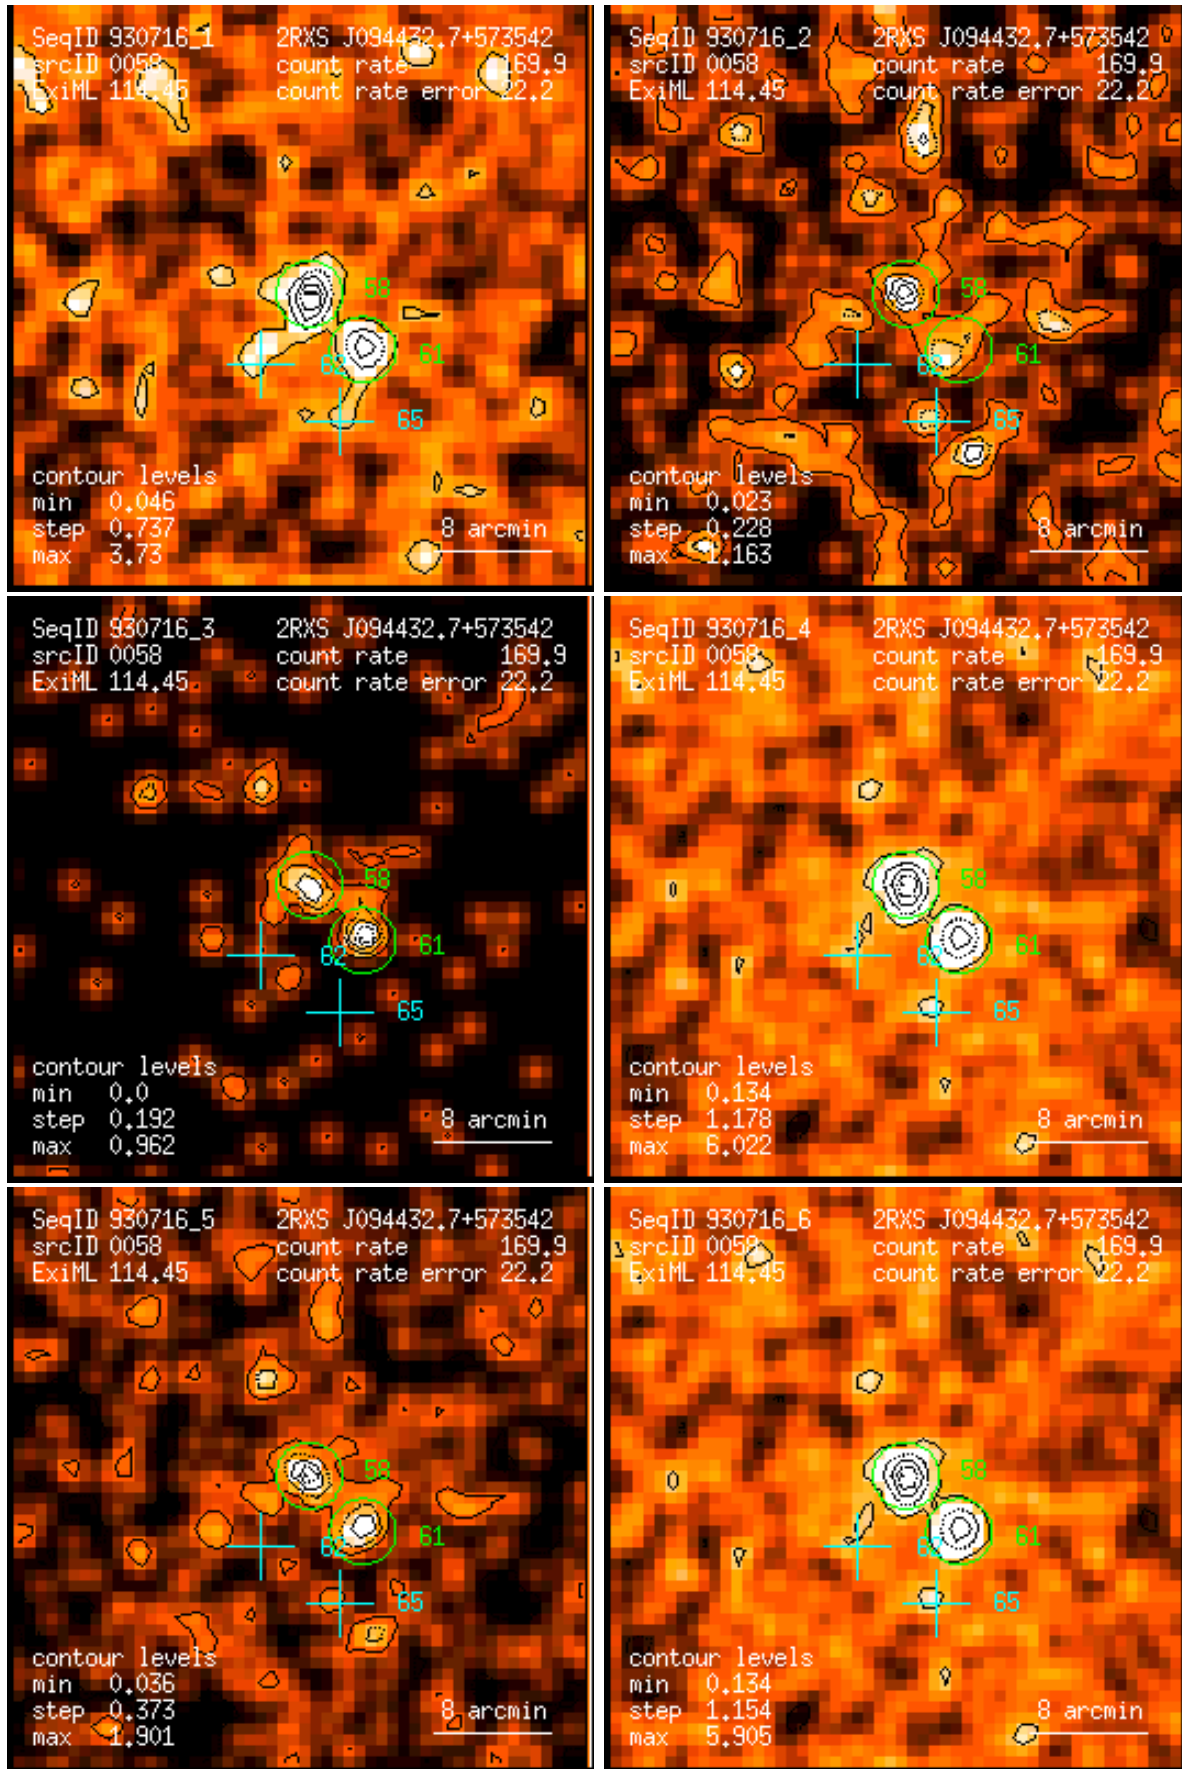 SeqID 930716_1 2RXS J094432.7+573542
srcID 0058 count rate 169.9
ExiML 114.45 count rate error 22.2
58
61
62
65
contour levels
min 0.046
step 0.737 8 arcmin
max 3.73
SeqID 930716_2 2RXS J094432.7+573542
srcID 0058 count rate 169.9
ExiML 114.45 count rate error 22.2
58
61
62
65
contour levels
min 0.023
step 0.228 8 arcmin
max 1.163
SeqID 930716_3 2RXS J094432.7+573542
srcID 0058 count rate 169.9
ExiML 114.45 count rate error 22.2
58
61
62
65
contour levels
min 0.0
step 0.192 8 arcmin
max 0.962
SeqID 930716_4 2RXS J094432.7+573542
srcID 0058 count rate 169.9
ExiML 114.45 count rate error 22.2
58
61
62
65
contour levels
min 0.134
step 1.178 8 arcmin
max 6.022
SeqID 930716_5 2RXS J094432.7+573542
srcID 0058 count rate 169.9
ExiML 114.45 count rate error 22.2
58
61
62
65
contour levels
min 0.036
step 0.373 8 arcmin
max 1.901
SeqID 930716_6 2RXS J094432.7+573542
srcID 0058 count rate 169.9
ExiML 114.45 count rate error 22.2
58
61
62
65
contour levels
min 0.134
step 1.154 8 arcmin
max 5.905